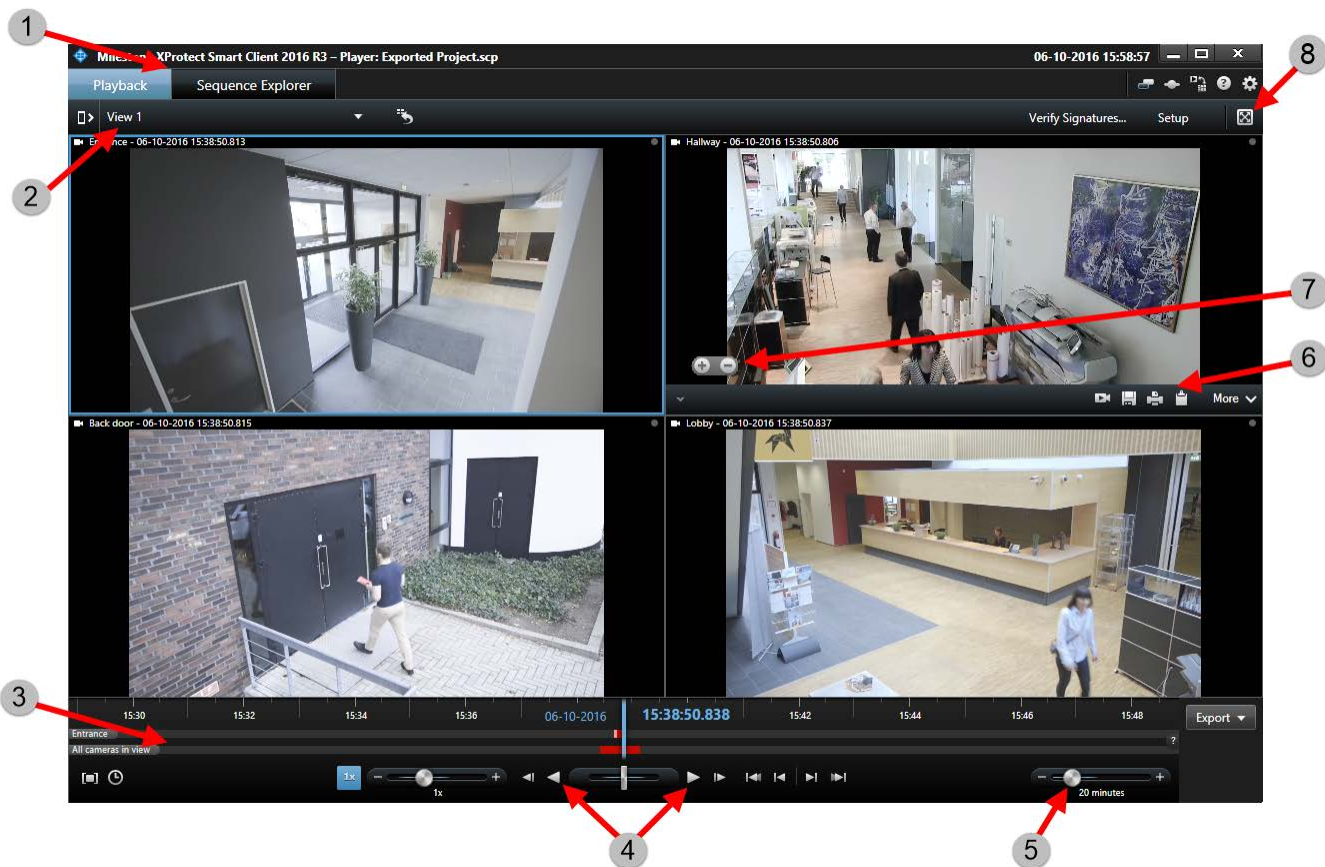 1
Milestone XProtect Smart Client 2016 R3 – Player: Exported Project.scp
06-10-2016 15:58:57
8
Playback
Sequence Explorer
View 1
Verify Signatures...
Setup
2
Entrance - 06-10-2016 15:38:50.813
Hallway - 06-10-2016 15:38:50.806
7
6
More
Back door - 06-10-2016 15:38:50.815
Lobby - 06-10-2016 15:38:50.837
3
15:30
15:32
15:34
15:36
06-10-2016
15:38:50.838
15:42
15:44
15:46
15:48
Export
Entrance
?
All cameras in view
1x
1x
20 minutes
4
5